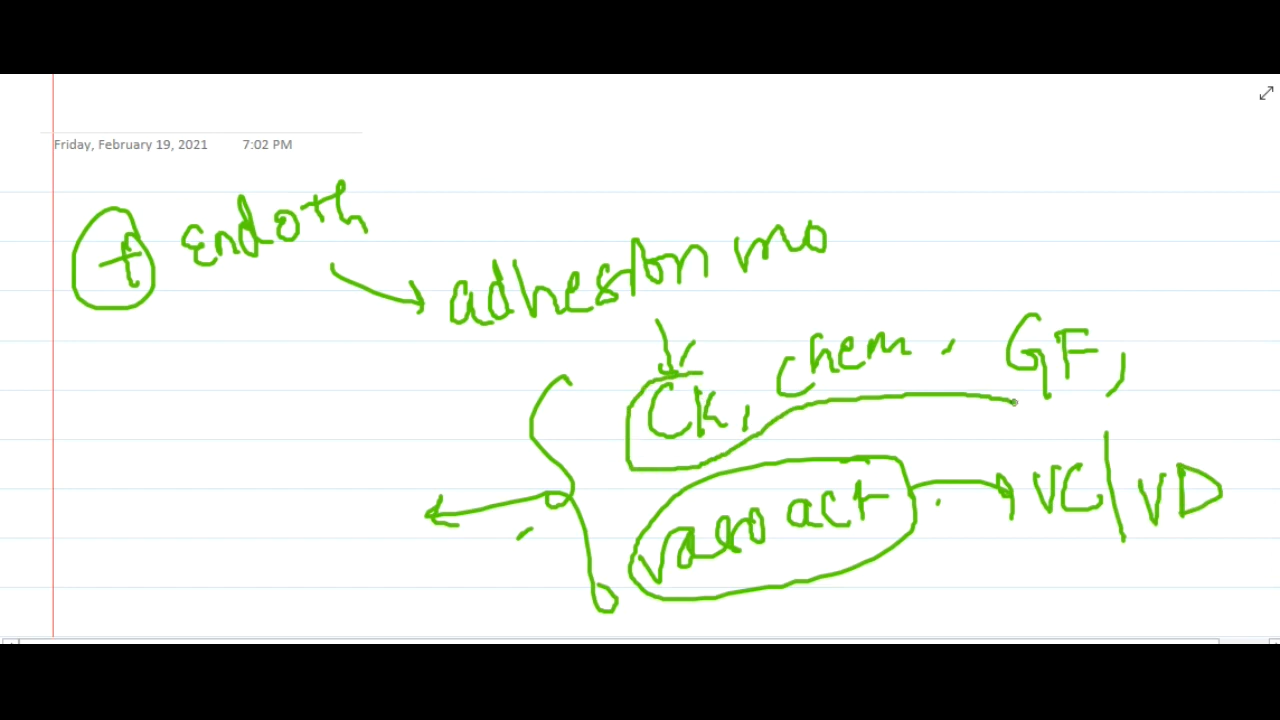 Friday, February 19, 2021 7:02 PM
+ Endoth
adhesion mo
CK, chem. GF,
vaso act → VC/VD